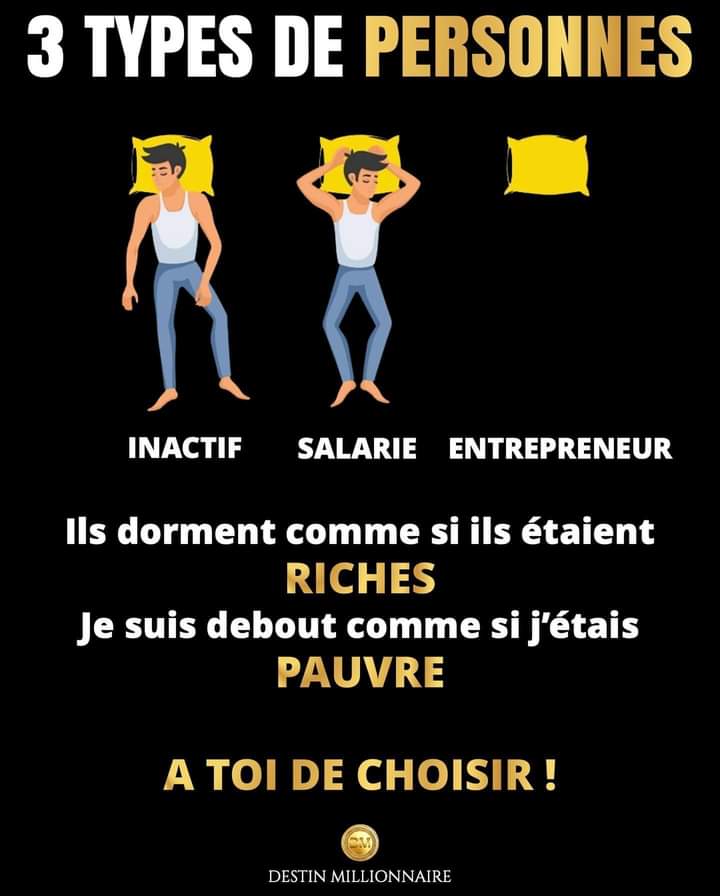 3 TYPES DE PERSONNES
INACTIF SALARIE ENTREPRENEUR
Ils dorment comme si ils étaient
RICHES
Je suis debout comme si j’étais
PAUVRE
A TOI DE CHOISIR !
DM
DESTIN MILLIONNAIRE